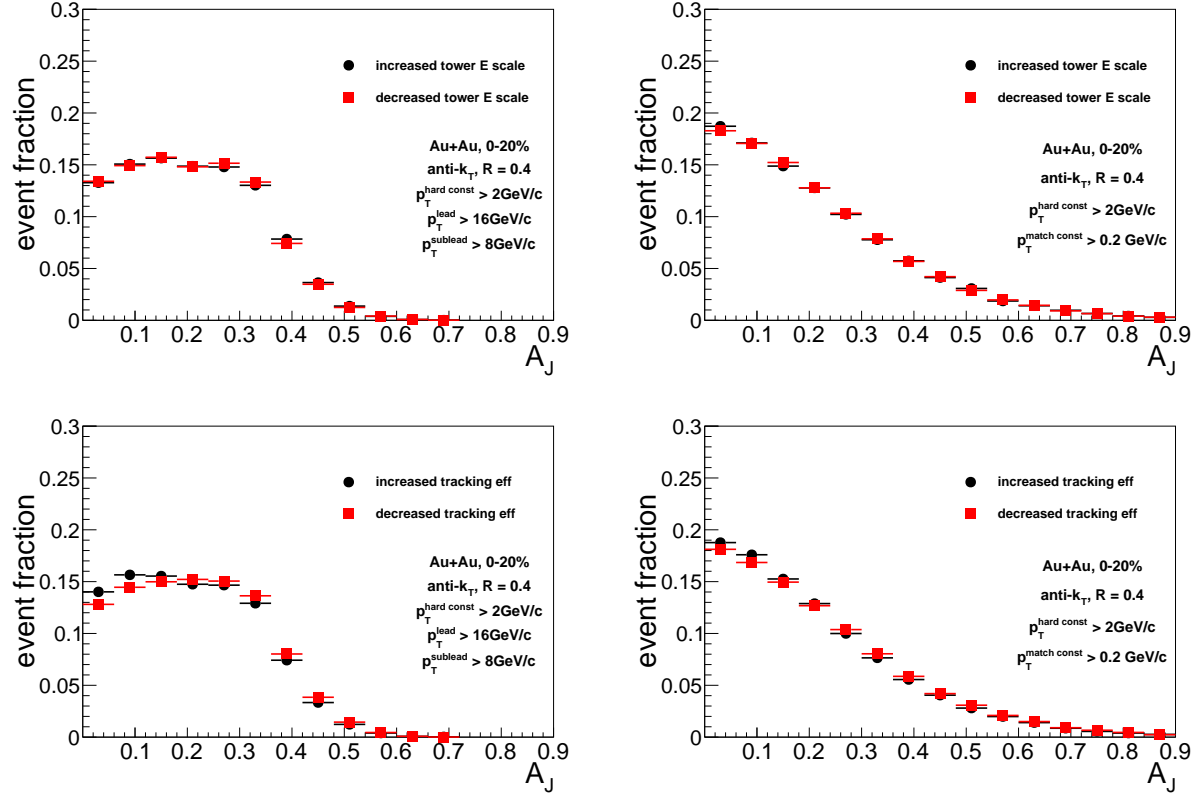 0.3
0.25
0.2
0.15
0.1
0.05
0
event fraction
increased tower E scale
decreased tower E scale
Au+Au, 0-20%
anti-k_T, R = 0.4
p_T^hard const > 2GeV/c
p_T^lead > 16GeV/c
p_T^sublead > 8GeV/c
0.1 0.2 0.3 0.4 0.5 0.6 0.7 0.8 0.9
A_J
0.3
0.25
0.2
0.15
0.1
0.05
0
event fraction
increased tower E scale
decreased tower E scale
Au+Au, 0-20%
anti-k_T, R = 0.4
p_T^hard const > 2GeV/c
p_T^match const > 0.2 GeV/c
0.1 0.2 0.3 0.4 0.5 0.6 0.7 0.8 0.9
A_J
0.3
0.25
0.2
0.15
0.1
0.05
0
event fraction
increased tracking eff
decreased tracking eff
Au+Au, 0-20%
anti-k_T, R = 0.4
p_T^hard const > 2GeV/c
p_T^lead > 16GeV/c
p_T^sublead > 8GeV/c
0.1 0.2 0.3 0.4 0.5 0.6 0.7 0.8 0.9
A_J
0.3
0.25
0.2
0.15
0.1
0.05
0
event fraction
increased tracking eff
decreased tracking eff
Au+Au, 0-20%
anti-k_T, R = 0.4
p_T^hard const > 2GeV/c
p_T^match const > 0.2 GeV/c
0.1 0.2 0.3 0.4 0.5 0.6 0.7 0.8 0.9
A_J